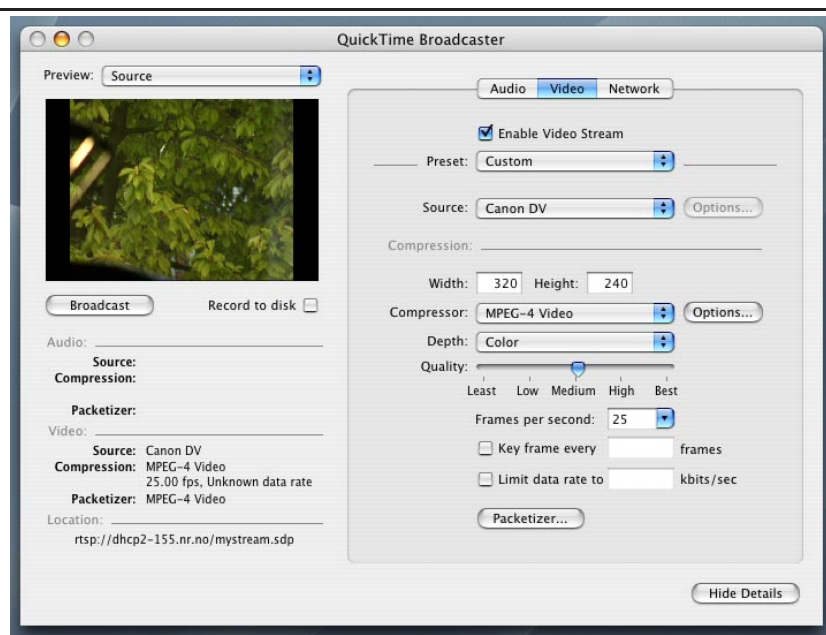 QuickTime Broadcaster
Preview: Source
Broadcast Record to disk
Audio:
Source:
Compression:
Packetizer:
Video:
Source: Canon DV
Compression: MPEG-4 Video
25.00 fps, Unknown data rate
Packetizer: MPEG-4 Video
Location:
rtsp://dhcp2-155.nr.no/mystream.sdp
Audio Video Network
Enable Video Stream
Preset: Custom
Source: Canon DV Options...
Compression:
Width: 320 Height: 240
Compressor: MPEG-4 Video Options...
Depth: Color
Quality:
Least Low Medium High Best
Frames per second: 25
Key frame every frames
Limit data rate to kbits/sec
Packetizer...
Hide Details